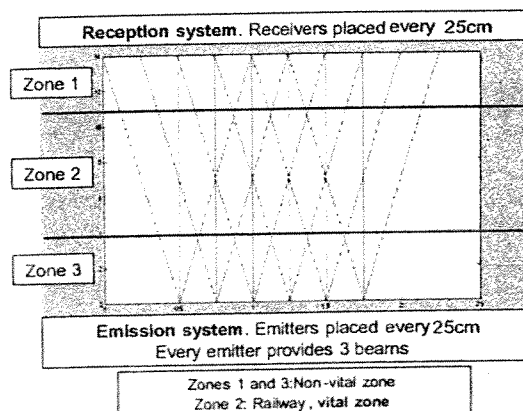 Reception system. Receivers placed every 25cm
Zone 1
Zone 2
Zone 3
Emission system. Emitters placed every 25cm
Every emitter provides 3 beams
Zones 1 and 3:Non-vital zone
Zone 2: Railway, vital zone